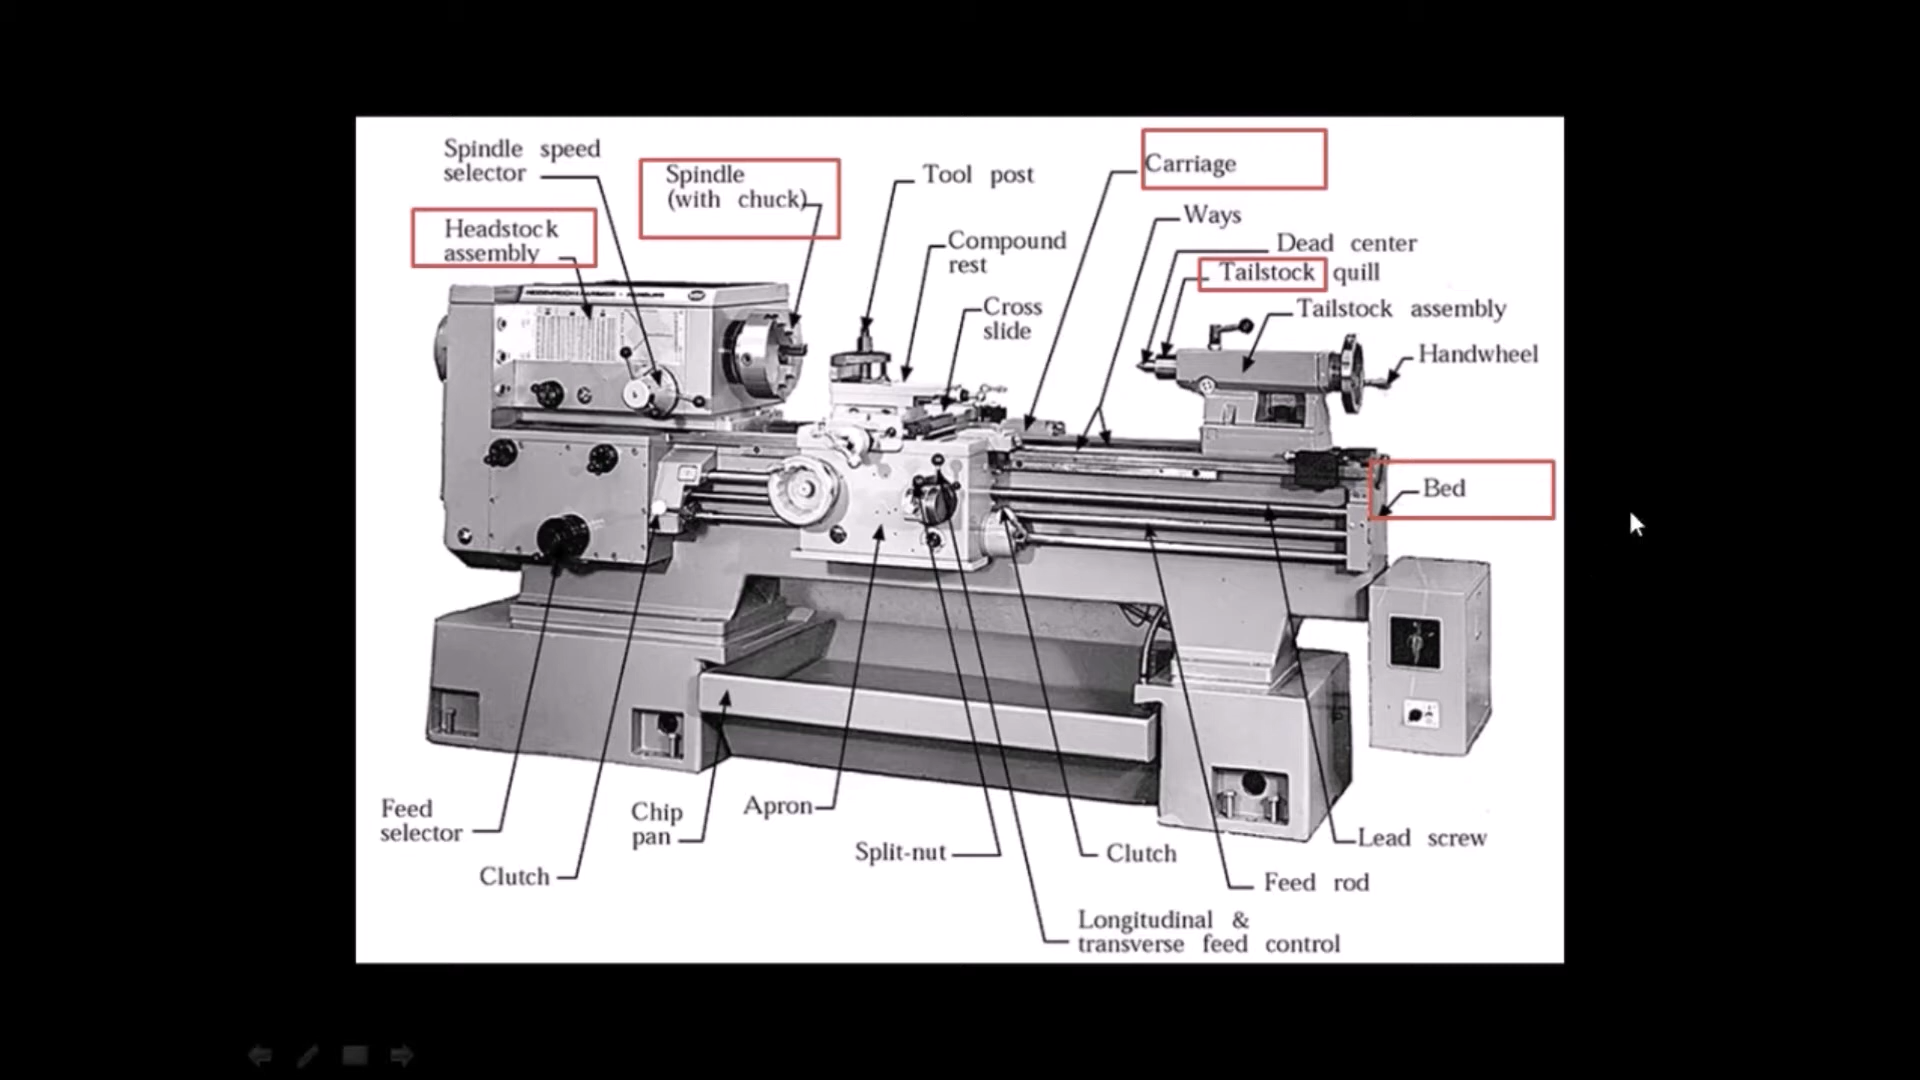 Spindle speed
selector
Spindle
(with chuck)
Tool post
Carriage
Headstock
assembly
Ways
Compound
rest
Dead center
Tailstock quill
Cross
slide
Tailstock assembly
Handwheel
Bed
Feed
selector
Chip
pan
Apron
Clutch
Split-nut
Clutch
Lead screw
Feed rod
Longitudinal &
transverse feed control